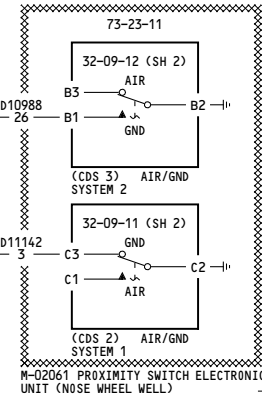 73-23-11
32-09-12 (SH 2)
AIR
B3
B2
D10988
26
B1
GND
(CDS 3) AIR/GND
SYSTEM 2
32-09-11 (SH 2)
GND
D11142
3
C3
C2
C1
AIR
(CDS 2) AIR/GND
SYSTEM 1
M-02061 PROXIMITY SWITCH ELECTRONIC
UNIT (NOSE WHEEL WELL)